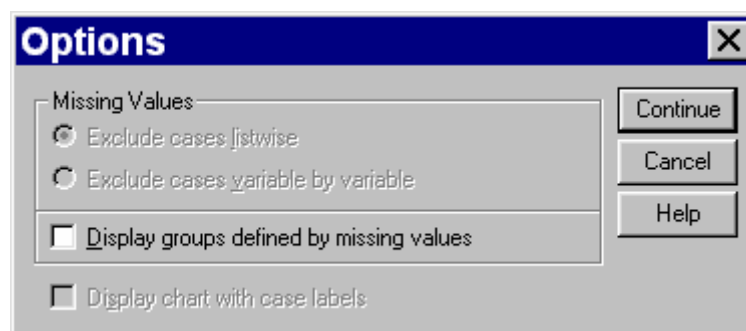 Options
Missing Values
Exclude cases listwise
Exclude cases variable by variable
Display groups defined by missing values
Display chart with case labels
Continue
Cancel
Help